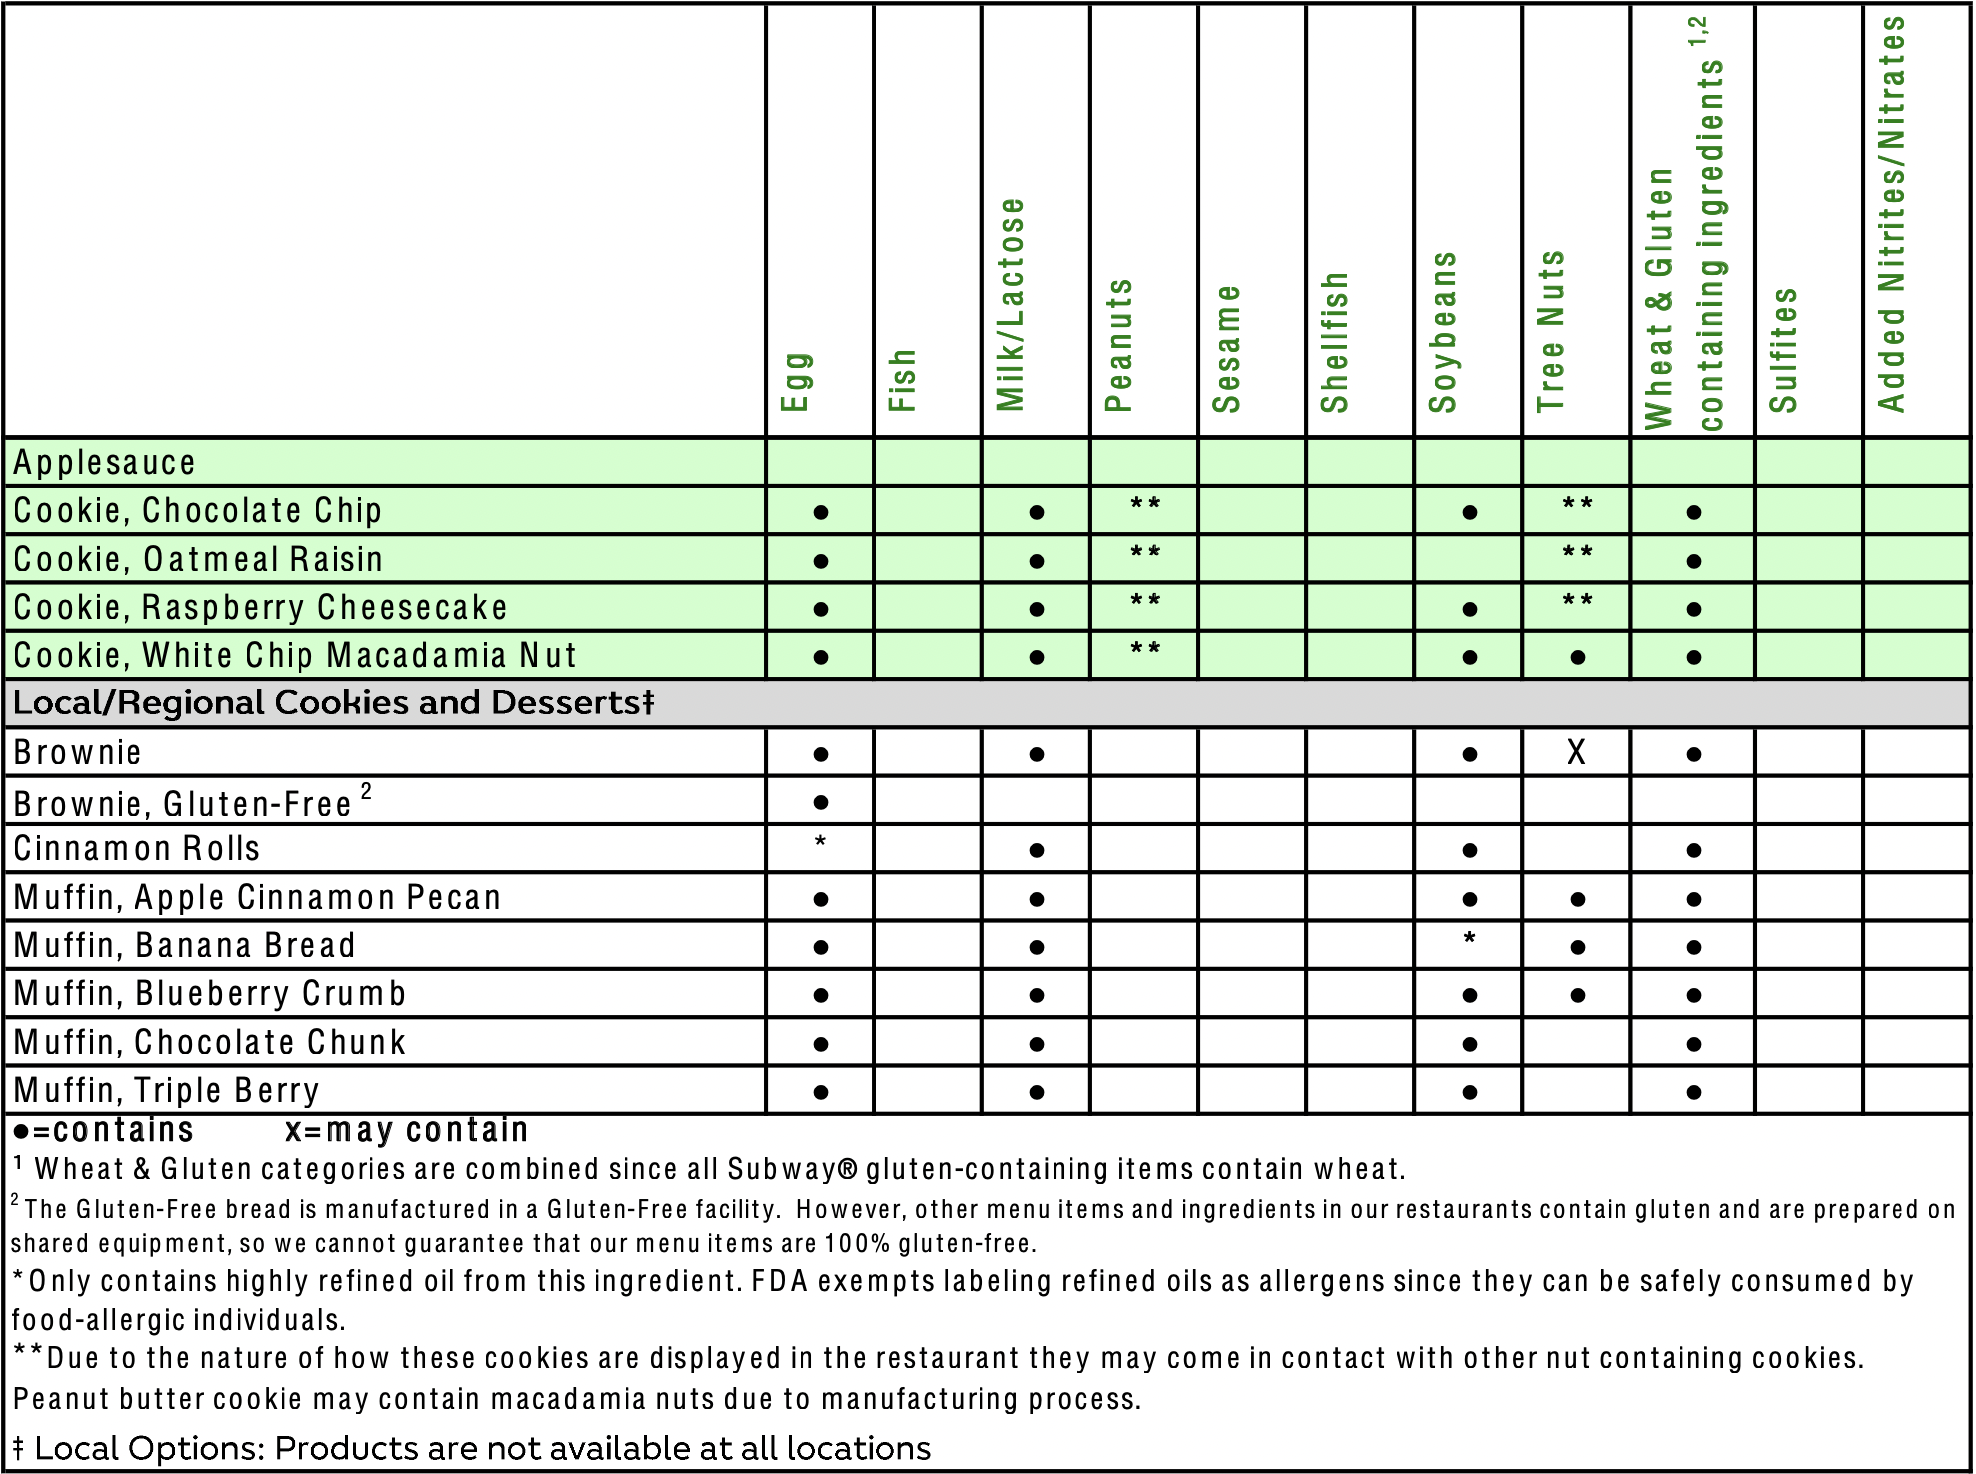 Egg
Fish
Milk/Lactose
Peanuts
Sesame
Shellfish
Soybeans
Tree Nuts
Wheat & Gluten
containing ingredients 1,2
Sulfites
Added Nitrites/Nitrates
Applesauce
Cookie, Chocolate Chip ● ● ** ● ** ●
Cookie, Oatmeal Raisin ● ● ** ** ●
Cookie, Raspberry Cheesecake ● ● ** ● ** ●
Cookie, White Chip Macadamia Nut ● ● ** ● ● ●
Local/Regional Cookies and Desserts‡
Brownie ● ● ● X ●
Brownie, Gluten-Free 2 ●
Cinnamon Rolls * ● ● ●
Muffin, Apple Cinnamon Pecan ● ● ● ● ●
Muffin, Banana Bread ● ● * ● ●
Muffin, Blueberry Crumb ● ● ● ● ●
Muffin, Chocolate Chunk ● ● ● ●
Muffin, Triple Berry ● ● ● ●
●=contains x=may contain
1 Wheat & Gluten categories are combined since all Subway® gluten-containing items contain wheat.
2 The Gluten-Free bread is manufactured in a Gluten-Free facility. However, other menu items and ingredients in our restaurants contain gluten and are prepared on
shared equipment, so we cannot guarantee that our menu items are 100% gluten-free.
*Only contains highly refined oil from this ingredient. FDA exempts labeling refined oils as allergens since they can be safely consumed by
food-allergic individuals.
**Due to the nature of how these cookies are displayed in the restaurant they may come in contact with other nut containing cookies.
Peanut butter cookie may contain macadamia nuts due to manufacturing process.
‡ Local Options: Products are not available at all locations